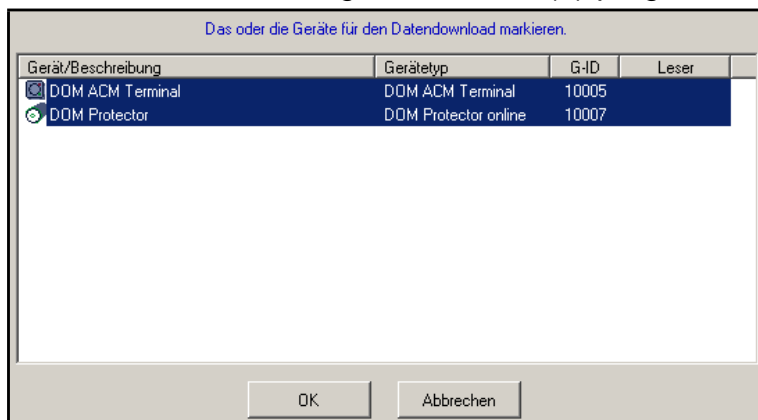 Das oder die Geräte für den Datendownload markieren.
Gerät/Beschreibung Gerätetyp G-ID Leser
DOM ACM Terminal DOM ACM Terminal 10005
DOM Protector DOM Protector online 10007
OK Abbrechen